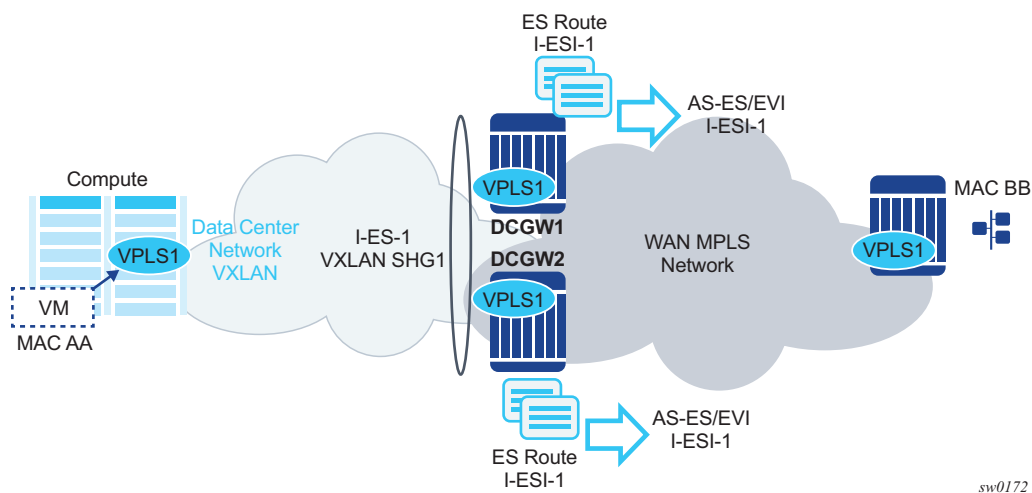 ES Route
I-ESI-1
AS-ES/EVI
I-ESI-1
Compute
VPLS1
VM
MAC AA
Data Center
Network
VXLAN
I-ES-1
VXLAN SHG1
VPLS1
DCGW1
DCGW2
VPLS1
WAN MPLS
Network
VPLS1
MAC BB
AS-ES/EVI
I-ESI-1
ES Route
I-ESI-1
sw0172